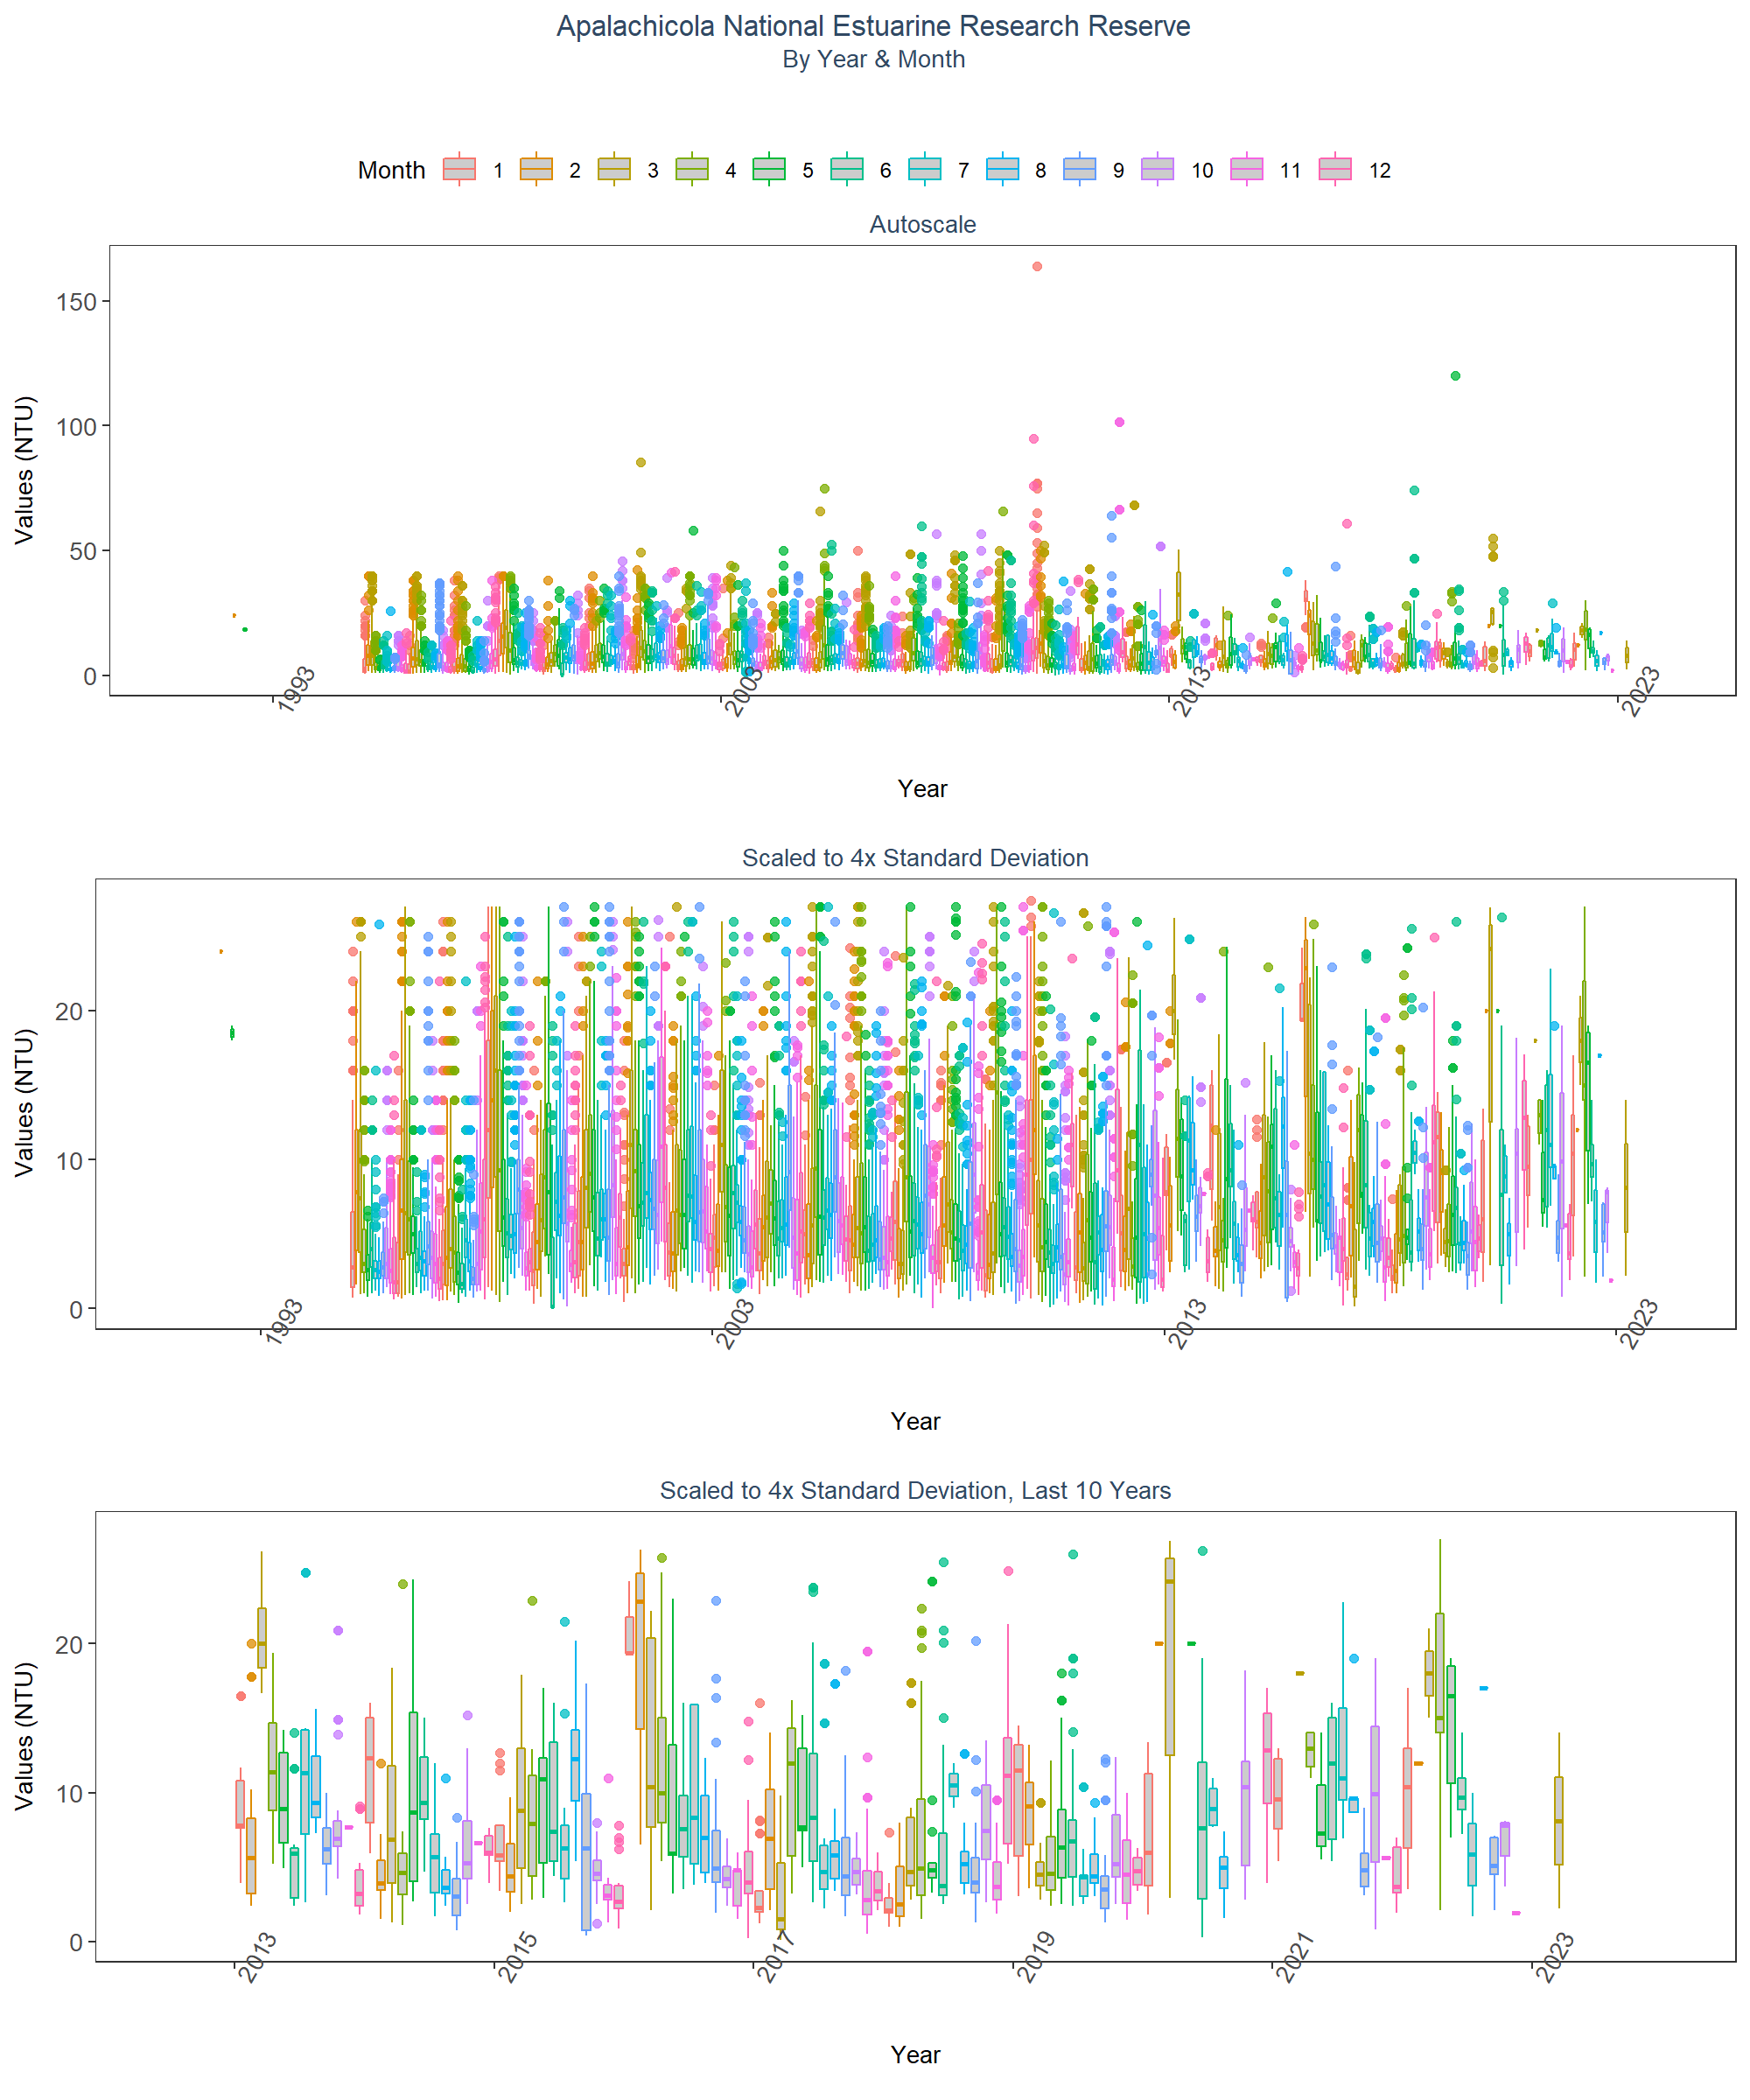 Apalachicola National Estuarine Research Reserve
By Year & Month
Month 1 2 3 4 5 6 7 8 9 10 11 12
Autoscale
Values (NTU)
150
100
50
0
1993 2003 2013 2023
Year
Scaled to 4x Standard Deviation
Values (NTU)
20
10
0
1993 2003 2013 2023
Year
Scaled to 4x Standard Deviation, Last 10 Years
Values (NTU)
20
10
0
2013 2015 2017 2019 2021 2023
Year